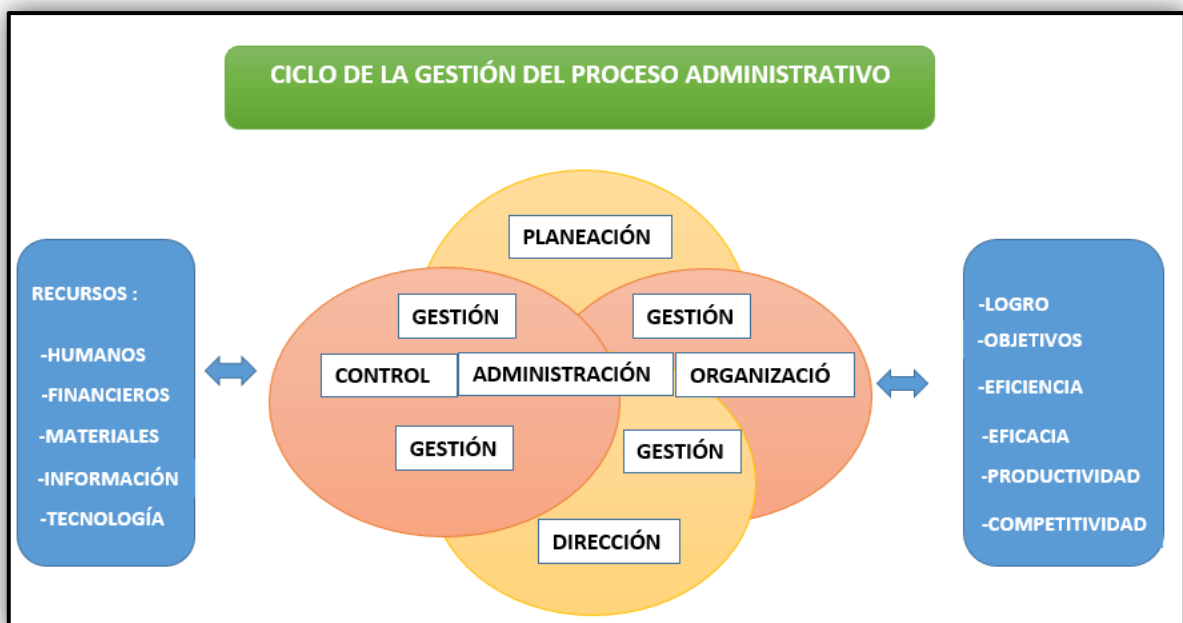 CICLO DE LA GESTIÓN DEL PROCESO ADMINISTRATIVO
RECURSOS :
-HUMANOS
-FINANCIEROS
-MATERIALES
-INFORMACIÓN
-TECNOLOGÍA
PLANEACIÓN
GESTIÓN
GESTIÓN
CONTROL
ADMINISTRACIÓN
ORGANIZACIÓ
GESTIÓN
GESTIÓN
DIRECCIÓN
-LOGRO
-OBJETIVOS
-EFICIENCIA
-EFICACIA
-PRODUCTIVIDAD
-COMPETITIVIDAD